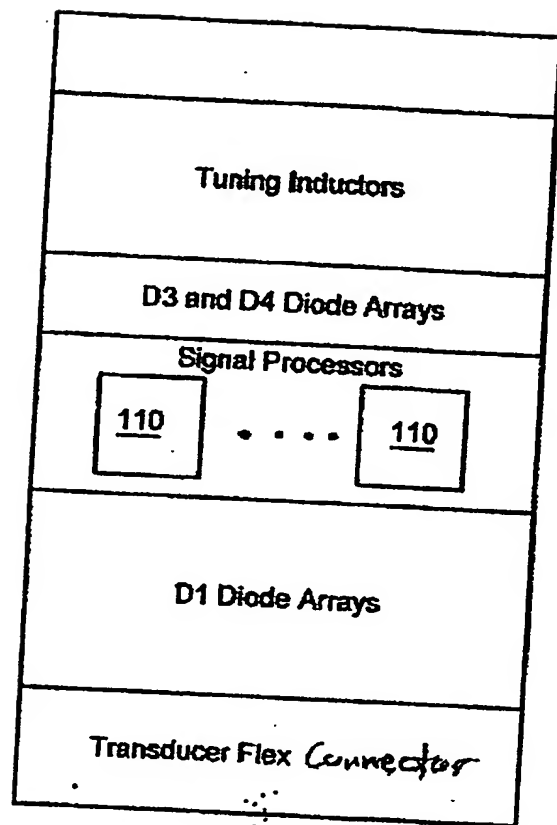 Tuning Inductors
D3 and D4 Diode Arrays
Signal Processors
110 110
D1 Diode Arrays
Transducer Flex Connector